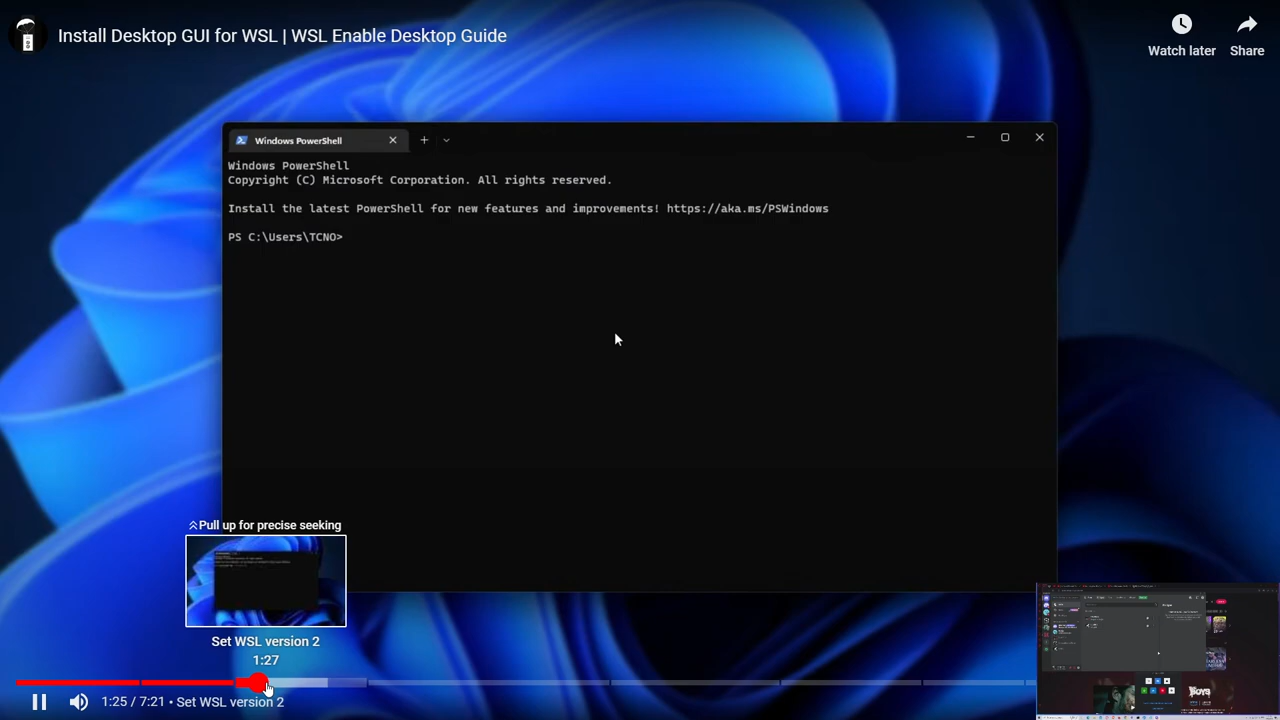 Install Desktop GUI for WSL | WSL Enable Desktop Guide
Watch later
Share
Windows PowerShell
Windows PowerShell
Copyright (C) Microsoft Corporation. All rights reserved.
Install the latest PowerShell for new features and improvements! https://aka.ms/PSWindows
PS C:\Users\TCNO>
Pull up for precise seeking
Set WSL version 2
1:27
1:25 / 7:21 • Set WSL version 2